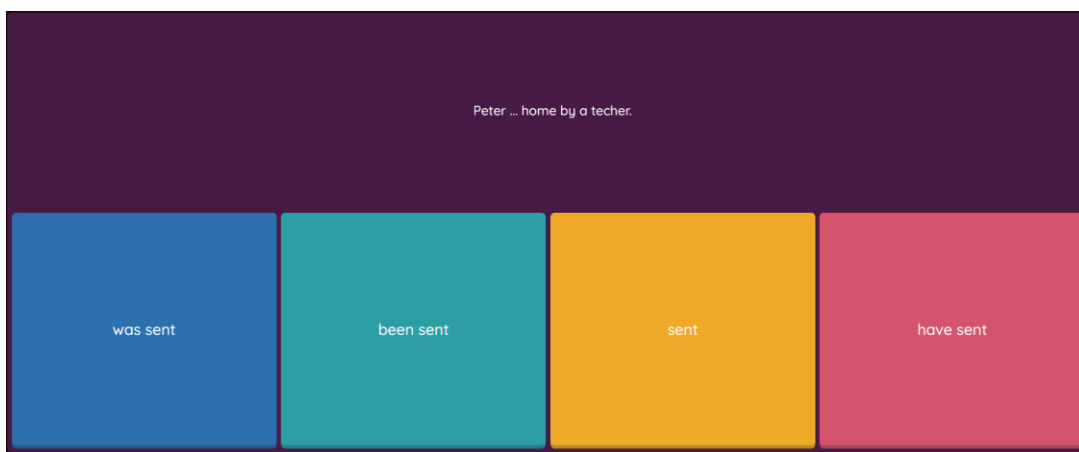 Peter ... home by a techer.
was sent
been sent
sent
have sent